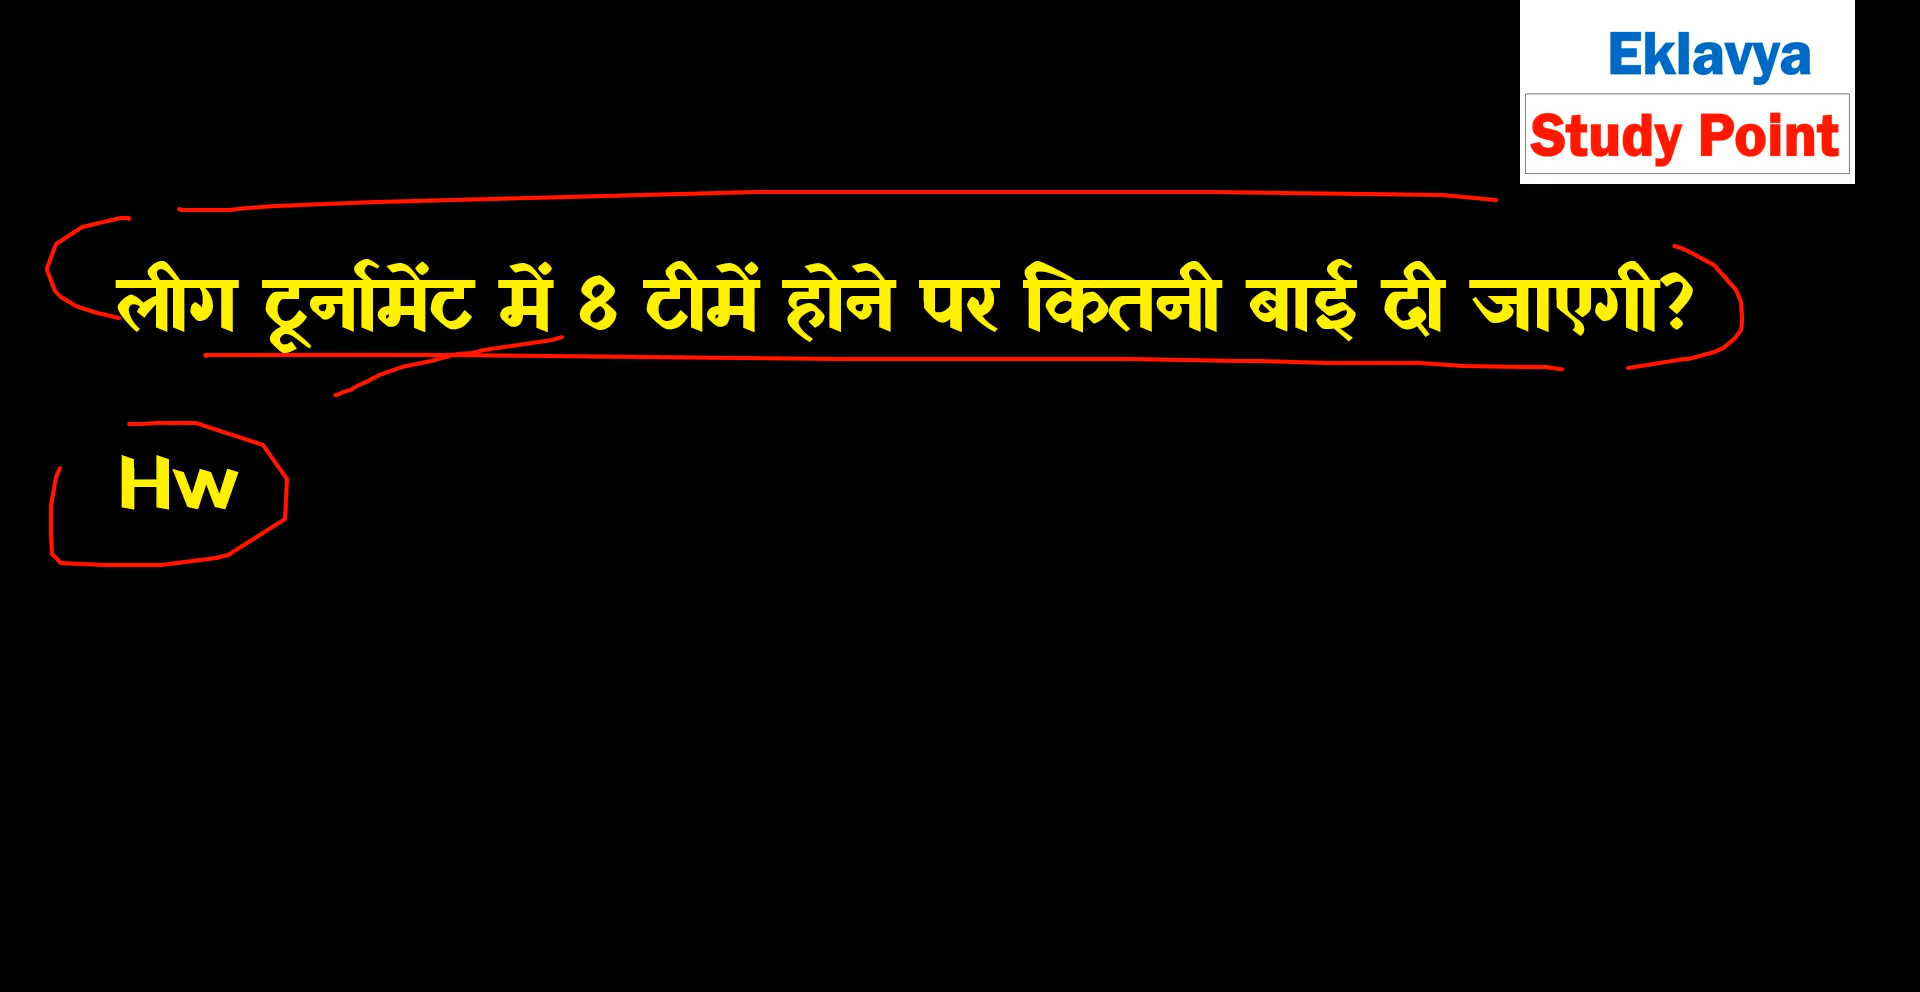 Eklavya
Study Point
लीग टूर्नामेंट में 8 टीमें होने पर कितनी बाई दी जाएगी?
Hw